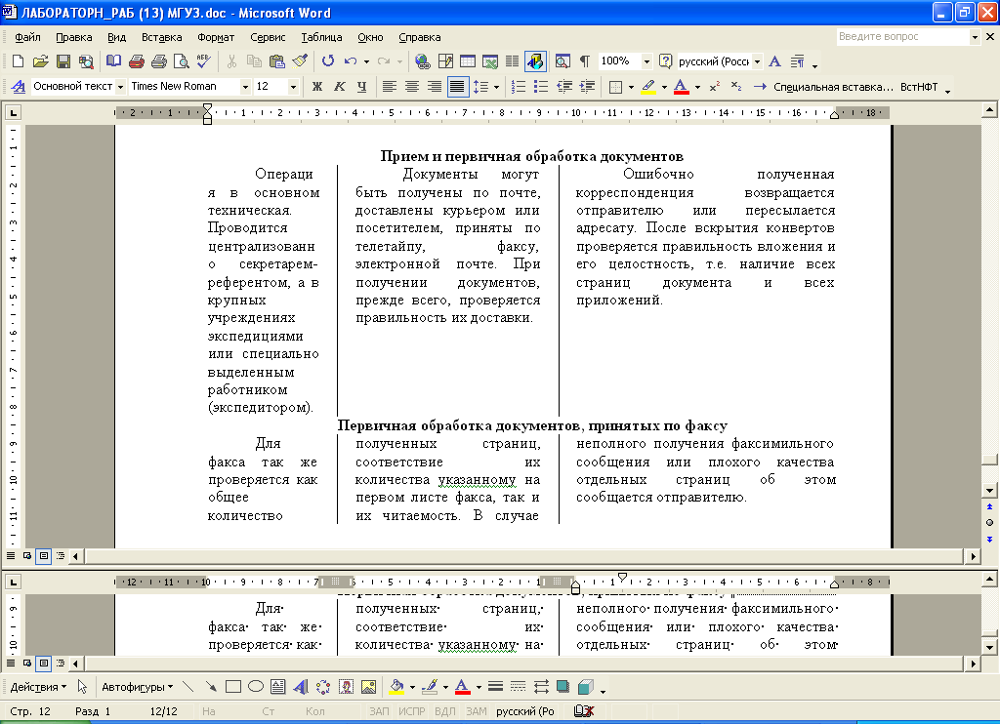 ЛАБОРАТОРН_РАБ (13) МГУЗ.doc - Microsoft Word
Файл Правка Вид Вставка Формат Сервис Таблица Окно Справка
Введите вопрос
100% русский (Росси
Основной текст Times New Roman 12 Ж К Ч Специальная вставка... ВстНФТ
Прием и первичная обработка документов
Операци
я в основном
техническая.
Проводится
централизованн
о секретарем-
референтом, а в
крупных
учреждениях
экспедициями
или специально
выделенным
работником
(экспедитором).
Документы могут
быть получены по почте,
доставлены курьером или
посетителем, приняты по
телетайпу, факсу,
электронной почте. При
получении документов,
прежде всего, проверяется
правильность их доставки.
Ошибочно полученная
корреспонденция возвращается
отправителю или пересылается
адресату. После вскрытия конвертов
проверяется правильность вложения и
его целостность, т.е. наличие всех
страниц документа и всех
приложений.
Первичная обработка документов, принятых по факсу
Для
факса так же
проверяется как
общее
количество
полученных страниц,
соответствие их
количества указанному на
первом листе факса, так и
их читаемость. В случае
неполного получения факсимильного
сообщения или плохого качества
отдельных страниц об этом
сообщается отправителю.
Для·
факса· так· же·
проверяется· как·
полученных· страниц,·
соответствие· их·
количества· указанному· на·
неполного· получения· факсимильного·
сообщения· или· плохого· качества·
отдельных· страниц· об· этом·
Действия Автофигуры
Стр. 12 Разд 1 12/12 На Ст Кол ЗАП ИСПР ВДЛ ЗАМ русский (Ро